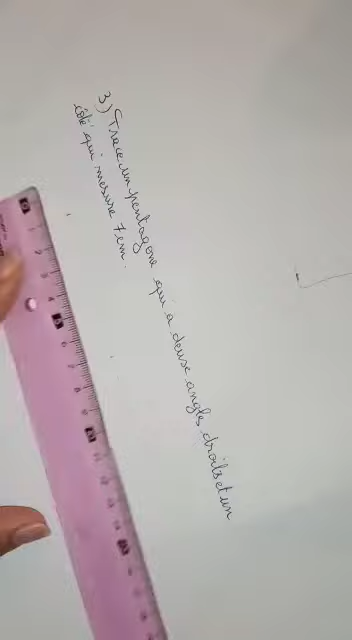 3) Trace un pentagone qui a deux angles droits et un
côté qui mesure 7 cm.